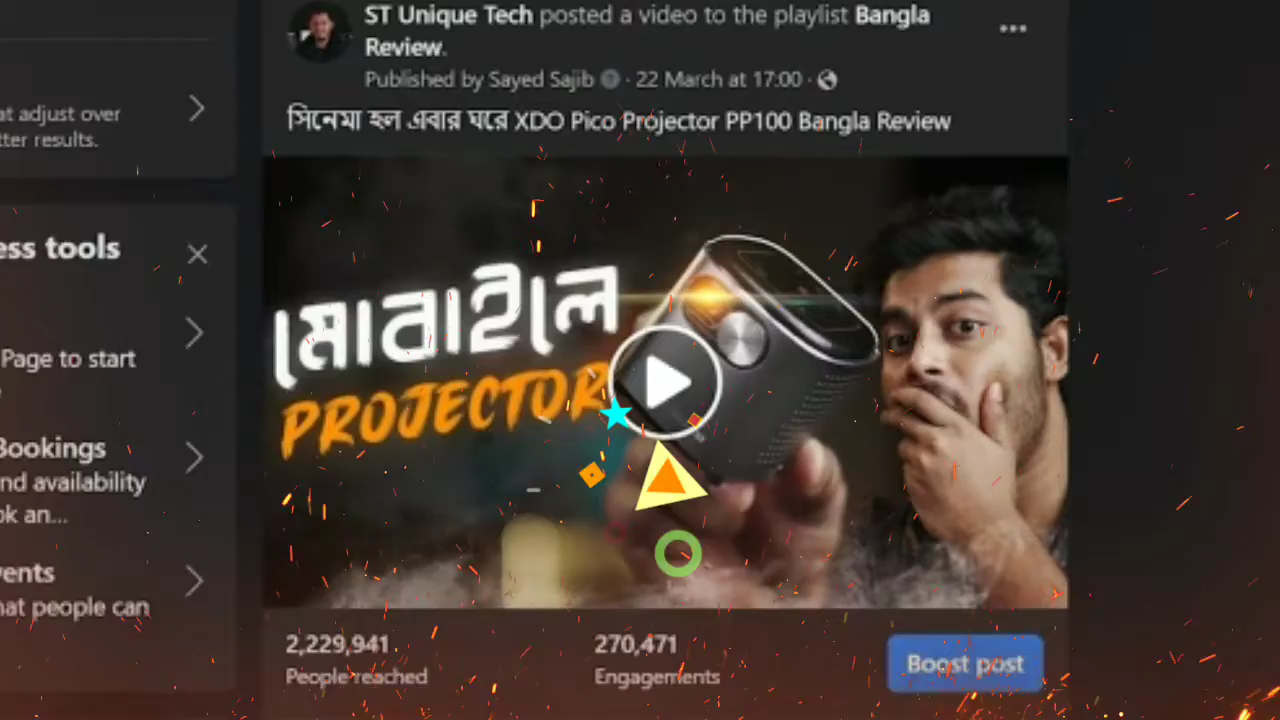 ST Unique Tech posted a video to the playlist Bangla
Review.
Published by Sayed Sajib · 22 March at 17:00 ·
সিনেমা হল এবার ঘরে XDO Pico Projector PP100 Bangla Review
at adjust over
tter results.
ess tools
Page to start
Bookings
nd availability
ok an...
vents
hat people can
মোবাইলে
PROJECTOR
2,229,941
People reached
270,471
Engagements
Boost post